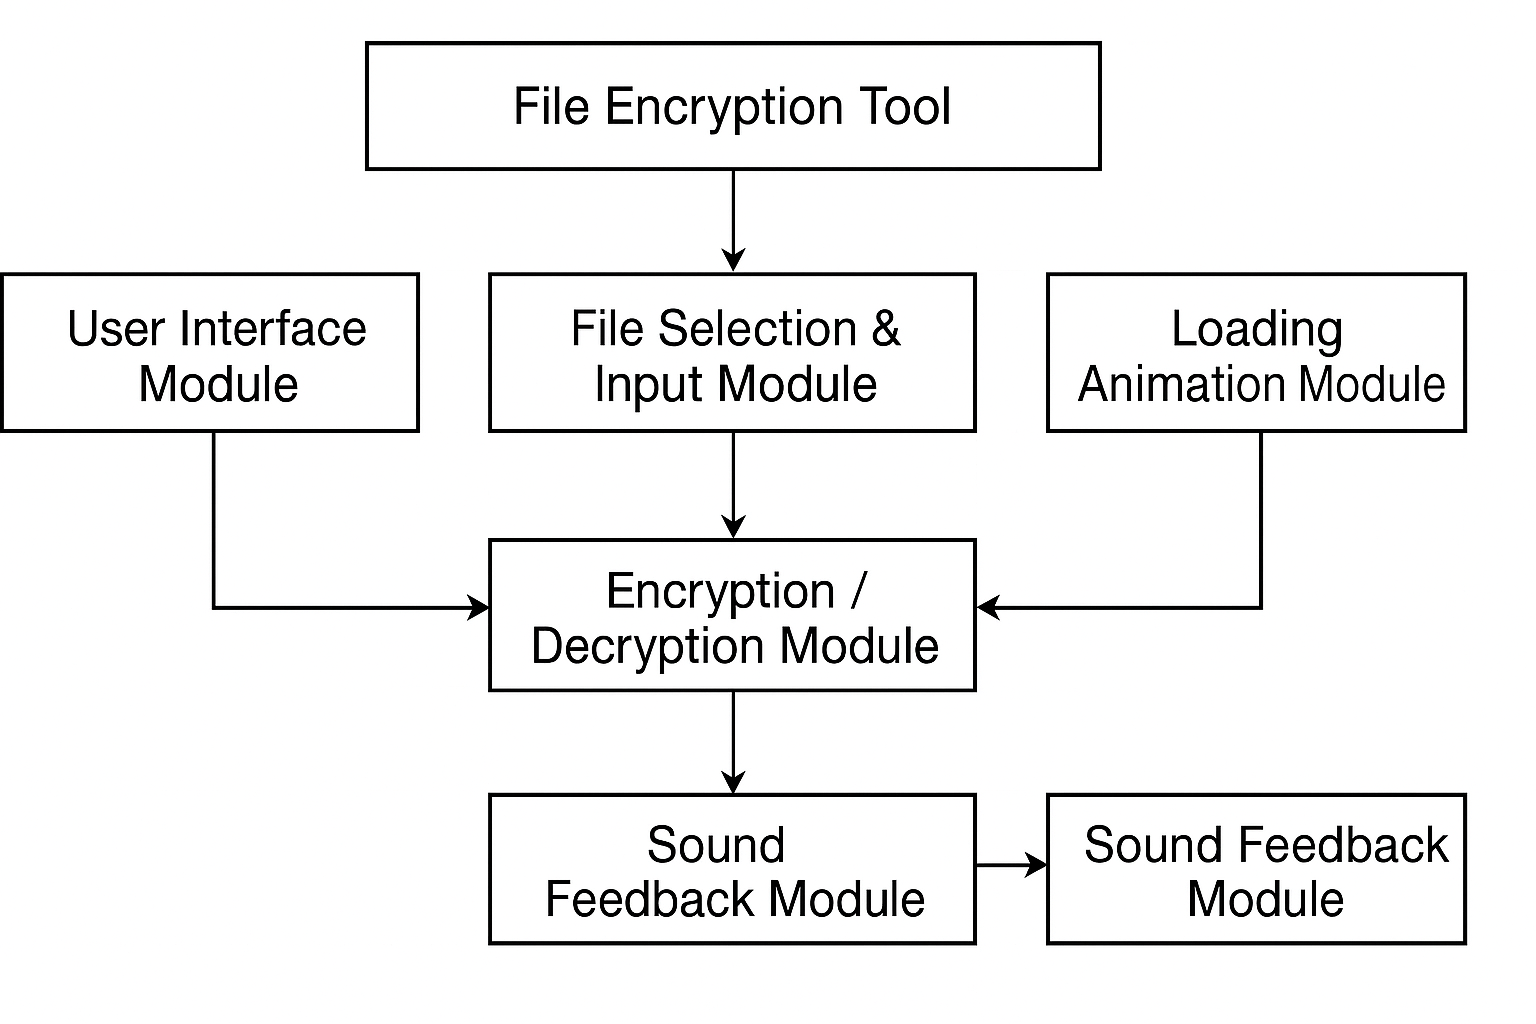 File Encryption Tool
User Interface
Module
File Selection &
Input Module
Loading
Animation Module
Encryption /
Decryption Module
Sound
Feedback Module
Sound Feedback
Module